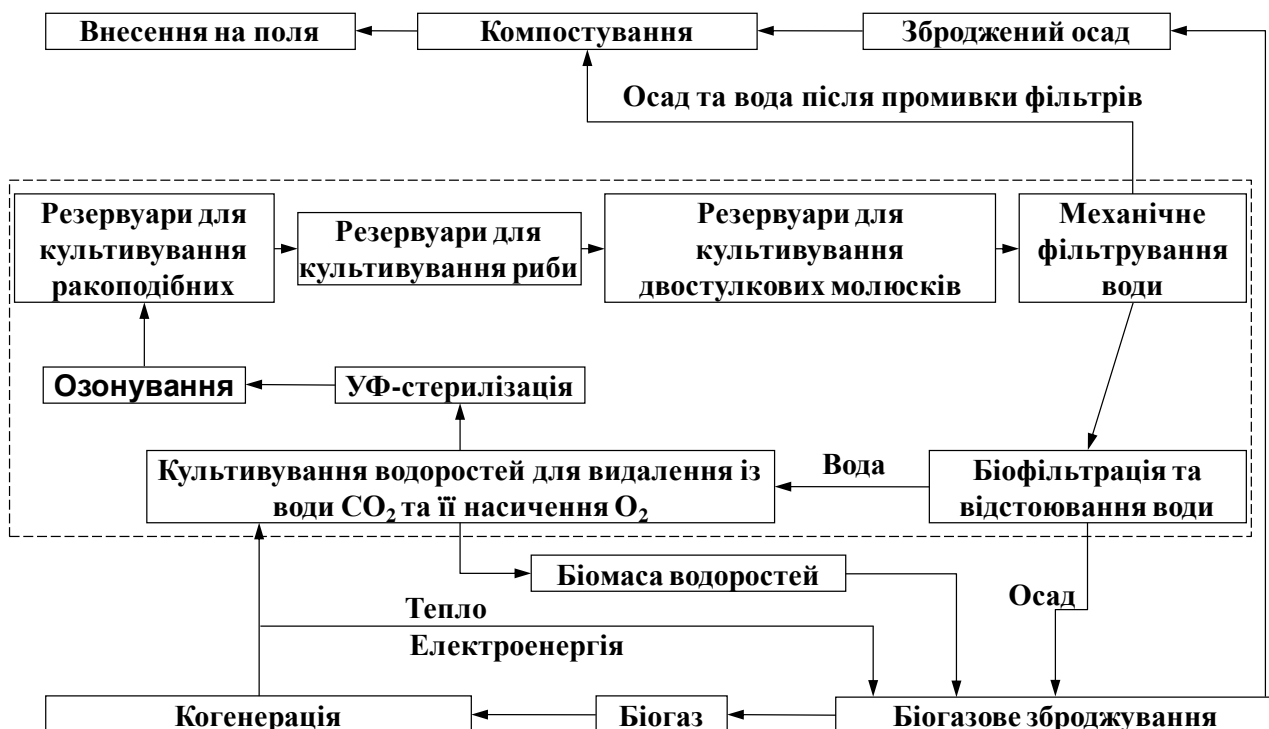 Внесення на поля
Компостування
Зброджений осад
Осад та вода після промивки фільтрів
Резервуари для
культивування
ракоподібних
Резервуари для
культивування риби
Резервуари для
культивування
двостулкових молюсків
Механічне
фільтрування
води
Озонування
УФ-стерилізація
Культивування водоростей для видалення із
води CO₂ та її насичення O₂
Вода
Біофільтрація та
відстоювання води
Біомаса водоростей
Осад
Тепло
Електроенергія
Когенерація
Біогаз
Біогазове зброджування